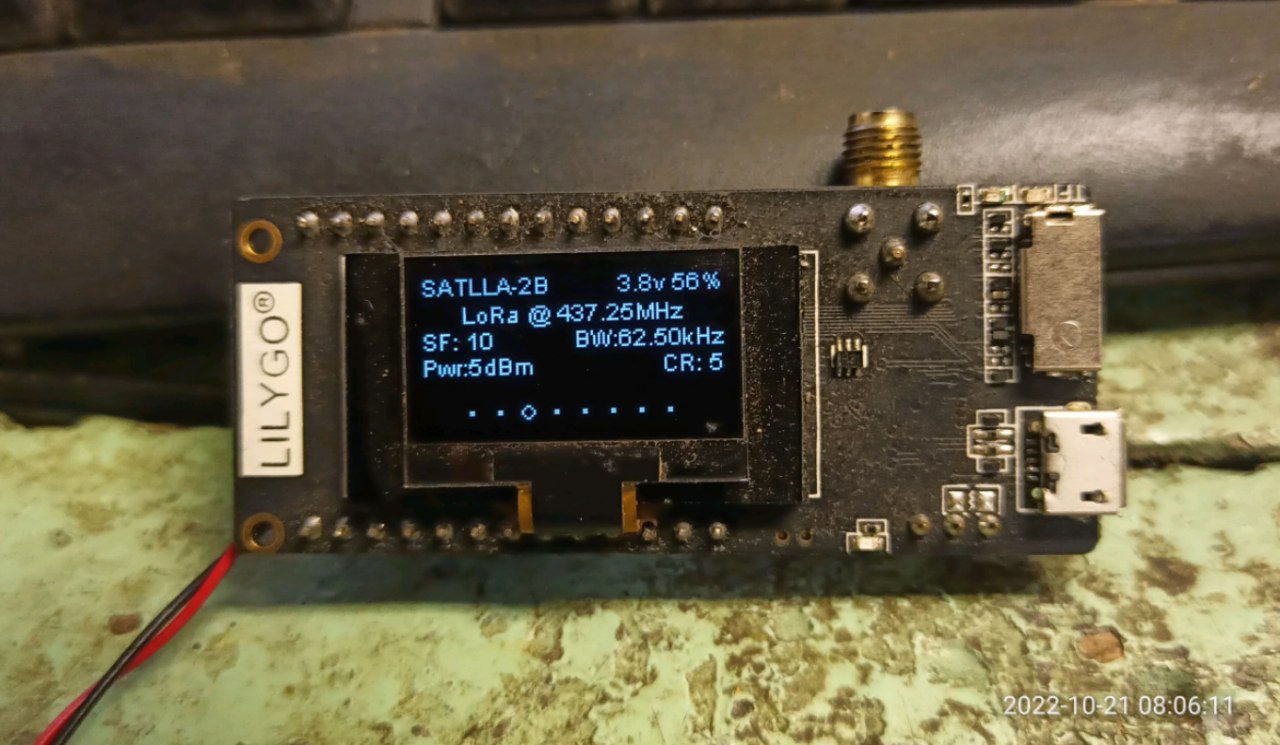 LILYGO®
SATLLA-2B 3.8v 56%
LoRa @ 437.25MHz
SF: 10 BW:62.50kHz
Pwr:5dBm CR: 5
2022-10-21 08:06:11